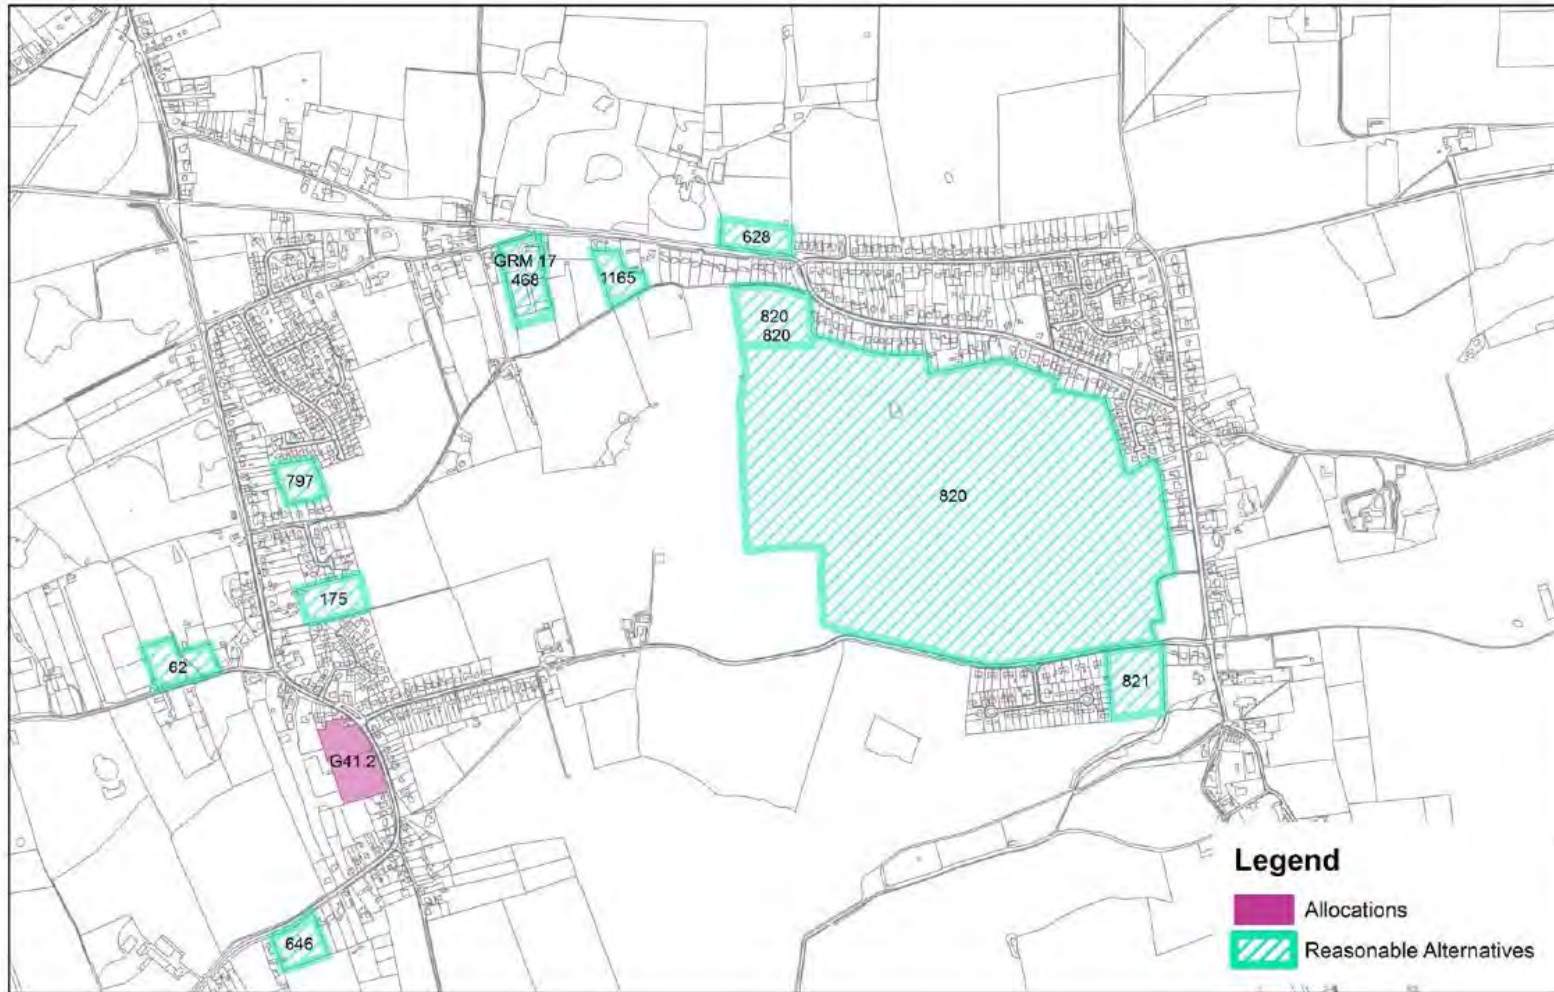 628
GRM 17
468
1165
820
820
820
797
175
62
821
G41.2
646
Legend
Allocations
Reasonable Alternatives